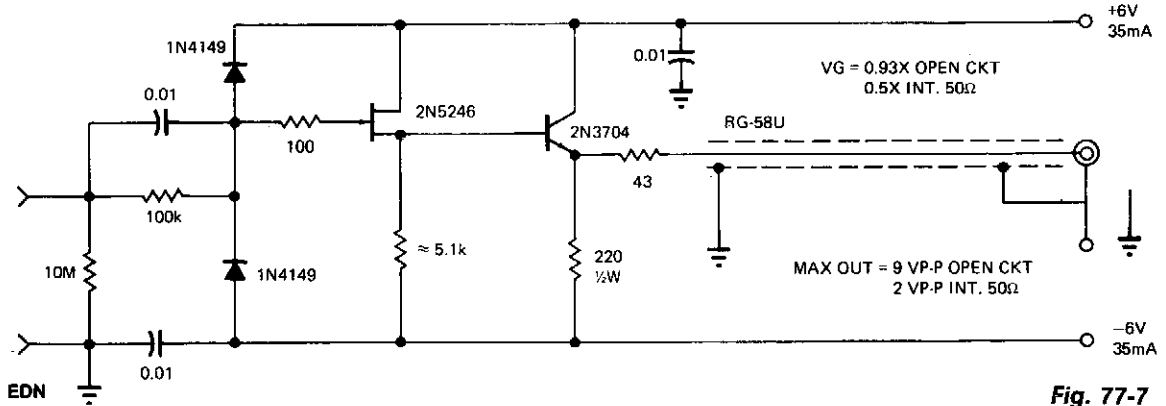 +6V
35mA
1N4149
0.01
VG = 0.93X OPEN CKT
0.5X INT. 50Ω
0.01
2N5246
2N3704
RG-58U
100
43
100k
≈ 5.1k
220
½W
10M
1N4149
MAX OUT = 9 VP-P OPEN CKT
2 VP-P INT. 50Ω
0.01
−6V
35mA
EDN
Fig. 77-7